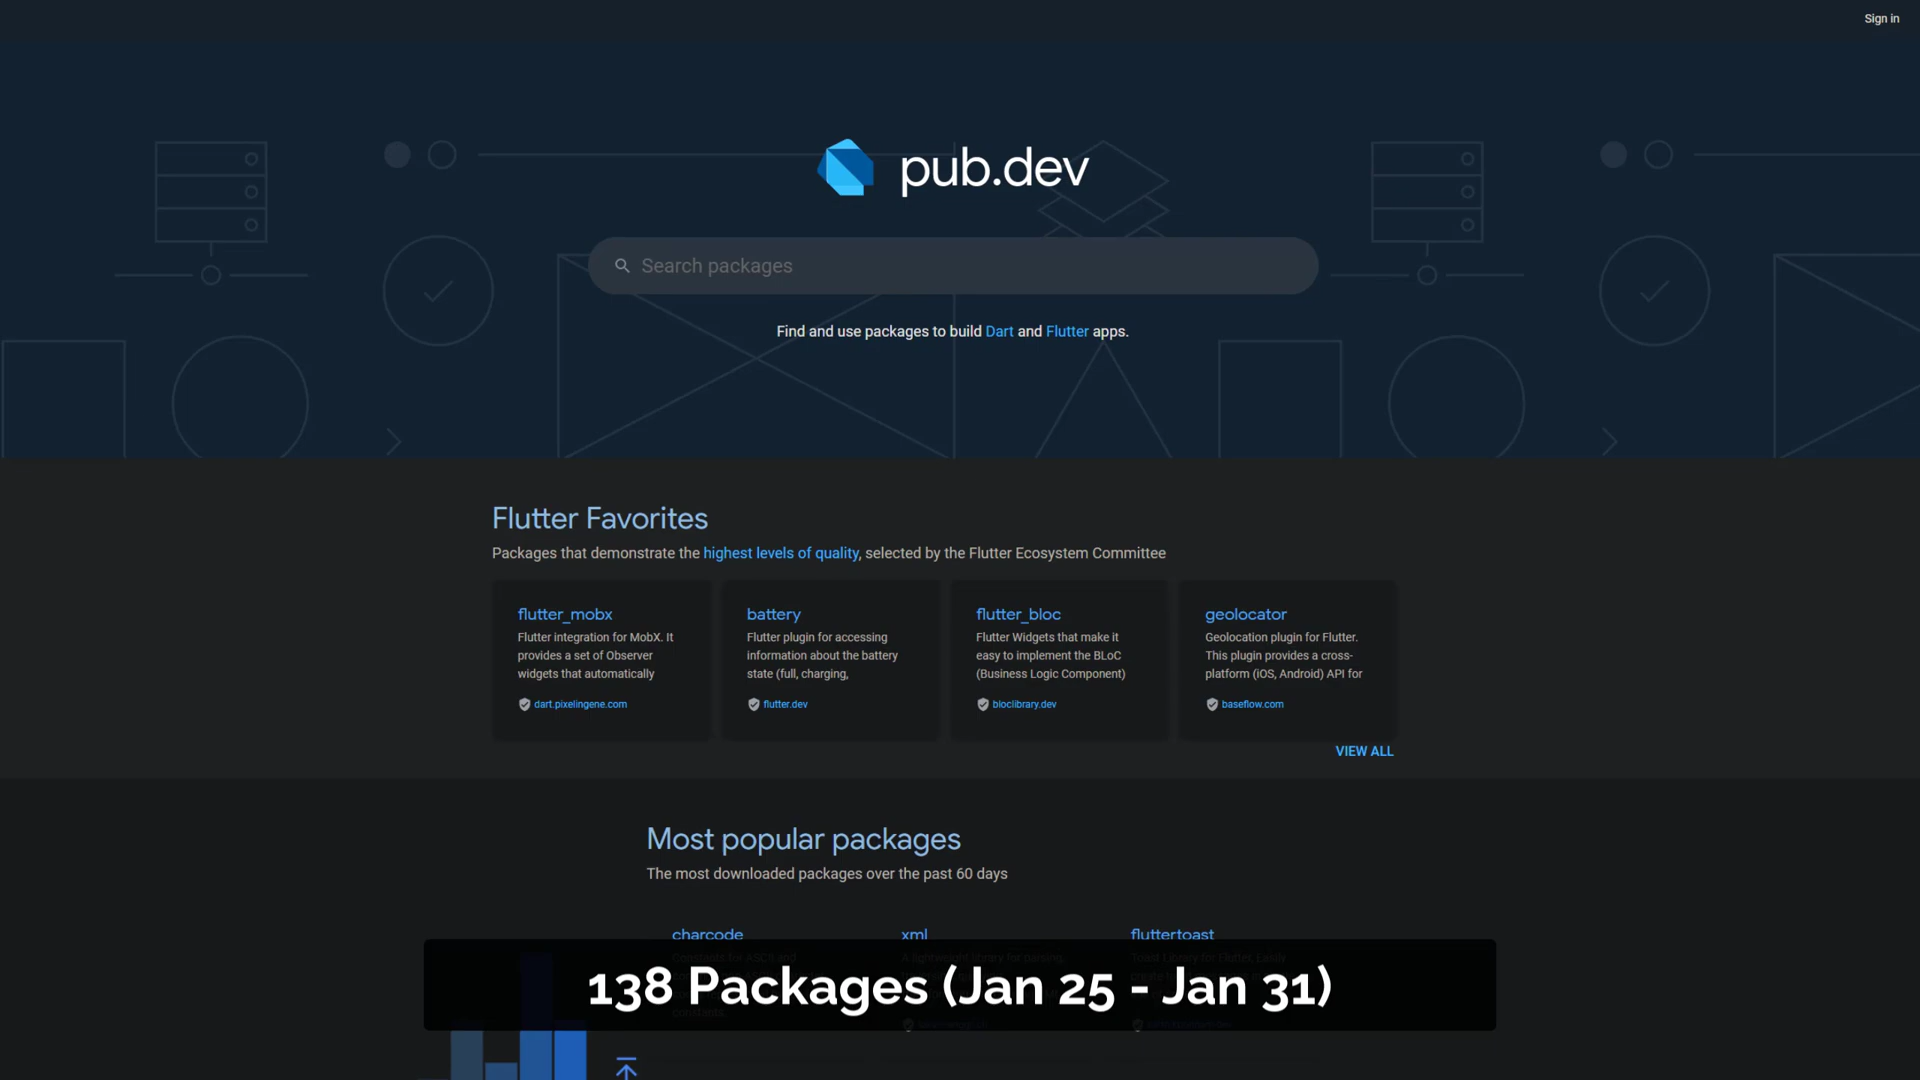 Sign in
pub.dev
Search packages
Find and use packages to build Dart and Flutter apps.
Flutter Favorites
Packages that demonstrate the highest levels of quality, selected by the Flutter Ecosystem Committee
flutter_mobx
Flutter integration for MobX. It
provides a set of Observer
widgets that automatically
dart.pixelingene.com
battery
Flutter plugin for accessing
information about the battery
state (full, charging,
flutter.dev
flutter_bloc
Flutter Widgets that make it
easy to implement the BLoC
(Business Logic Component)
bloclibrary.dev
geolocator
Geolocation plugin for Flutter.
This plugin provides a cross-
platform (iOS, Android) API for
baseflow.com
VIEW ALL
Most popular packages
The most downloaded packages over the past 60 days
charcode
xml
fluttertoast
138 Packages (Jan 25 - Jan 31)